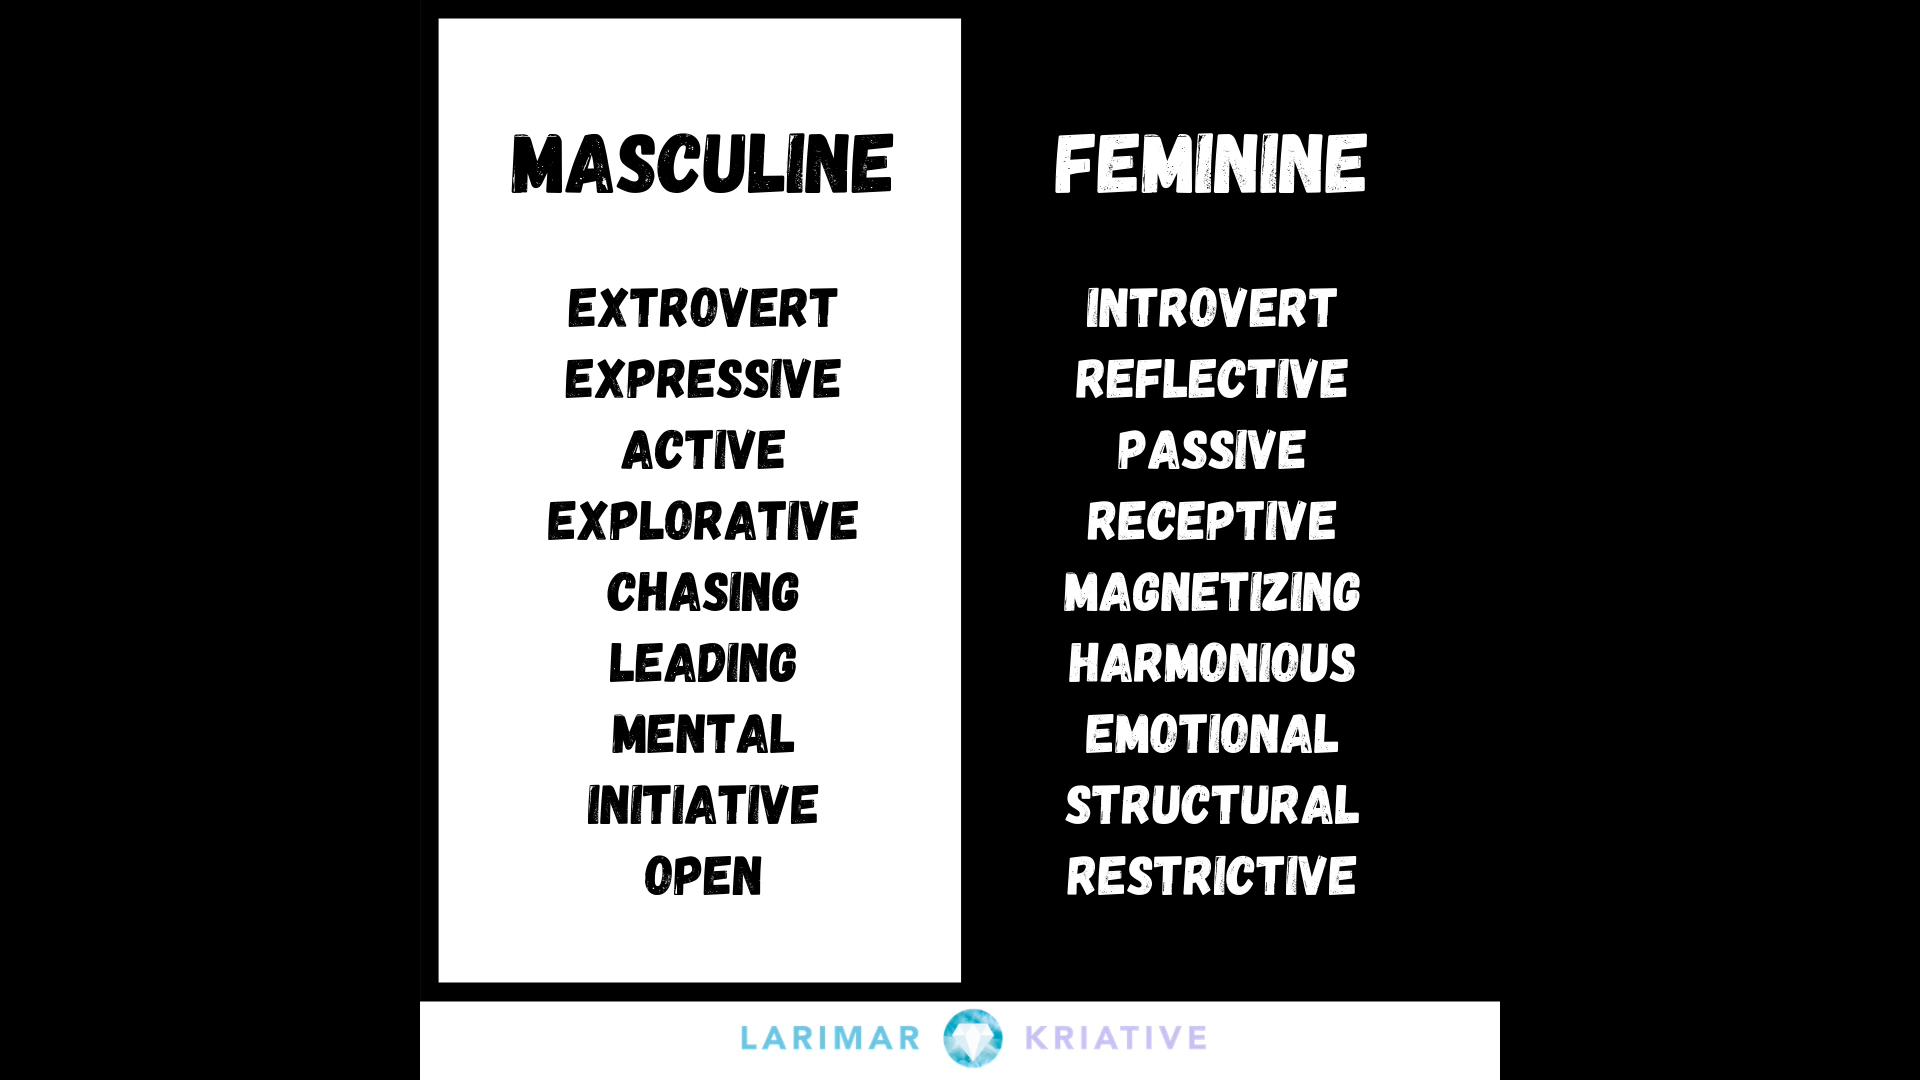 MASCULINE
EXTROVERT
EXPRESSIVE
ACTIVE
EXPLORATIVE
CHASING
LEADING
MENTAL
INITIATIVE
OPEN
FEMININE
INTROVERT
REFLECTIVE
PASSIVE
RECEPTIVE
MAGNETIZING
HARMONIOUS
EMOTIONAL
STRUCTURAL
RESTRICTIVE
LARIMAR KRIATIVE